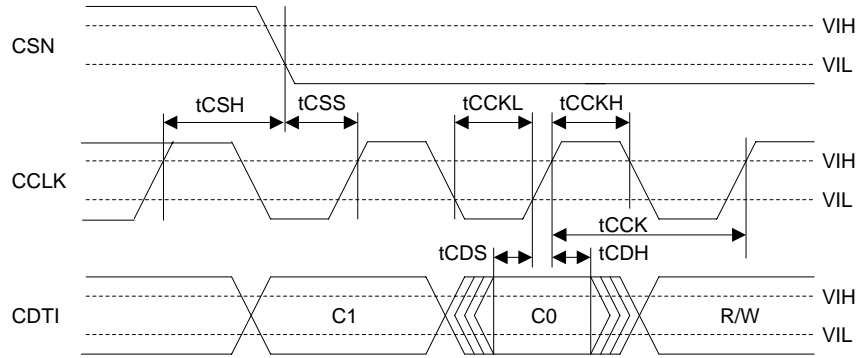 CSN
VIH
VIL
tCSH
tCSS
tCCKL
tCCKH
CCLK
VIH
VIL
tCCK
tCDS
tCDH
CDTI
C1
C0
R/W
VIH
VIL